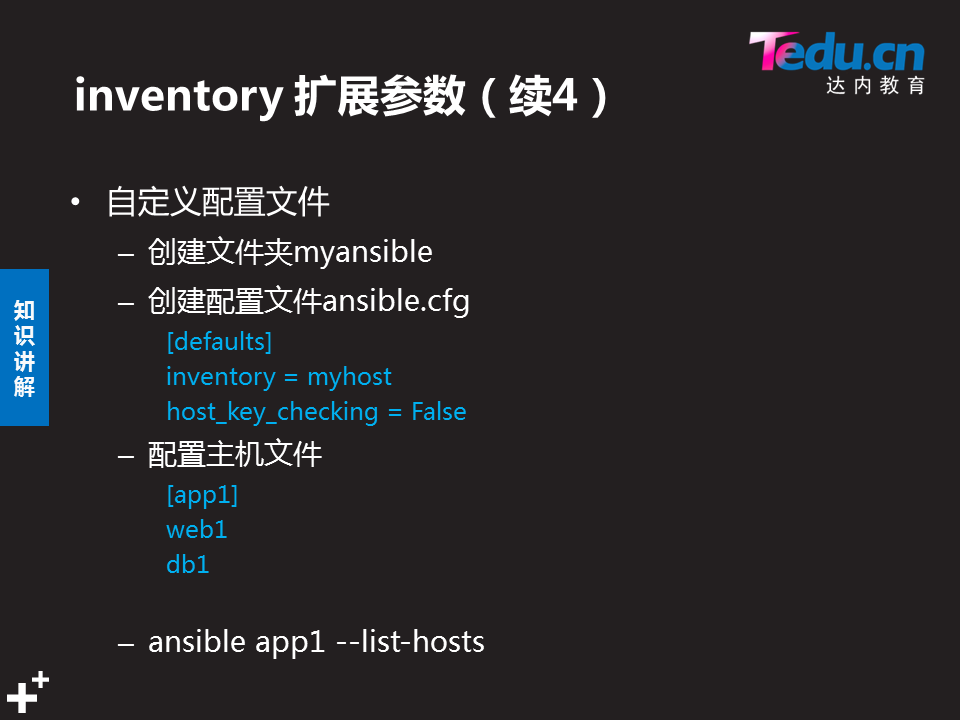 Tedu.cn
达内教育
inventory 扩展参数（续4）
• 自定义配置文件
– 创建文件夹myansible
– 创建配置文件ansible.cfg
[defaults]
inventory = myhost
host_key_checking = False
– 配置主机文件
[app1]
web1
db1
– ansible app1 --list-hosts
知
识
讲
解